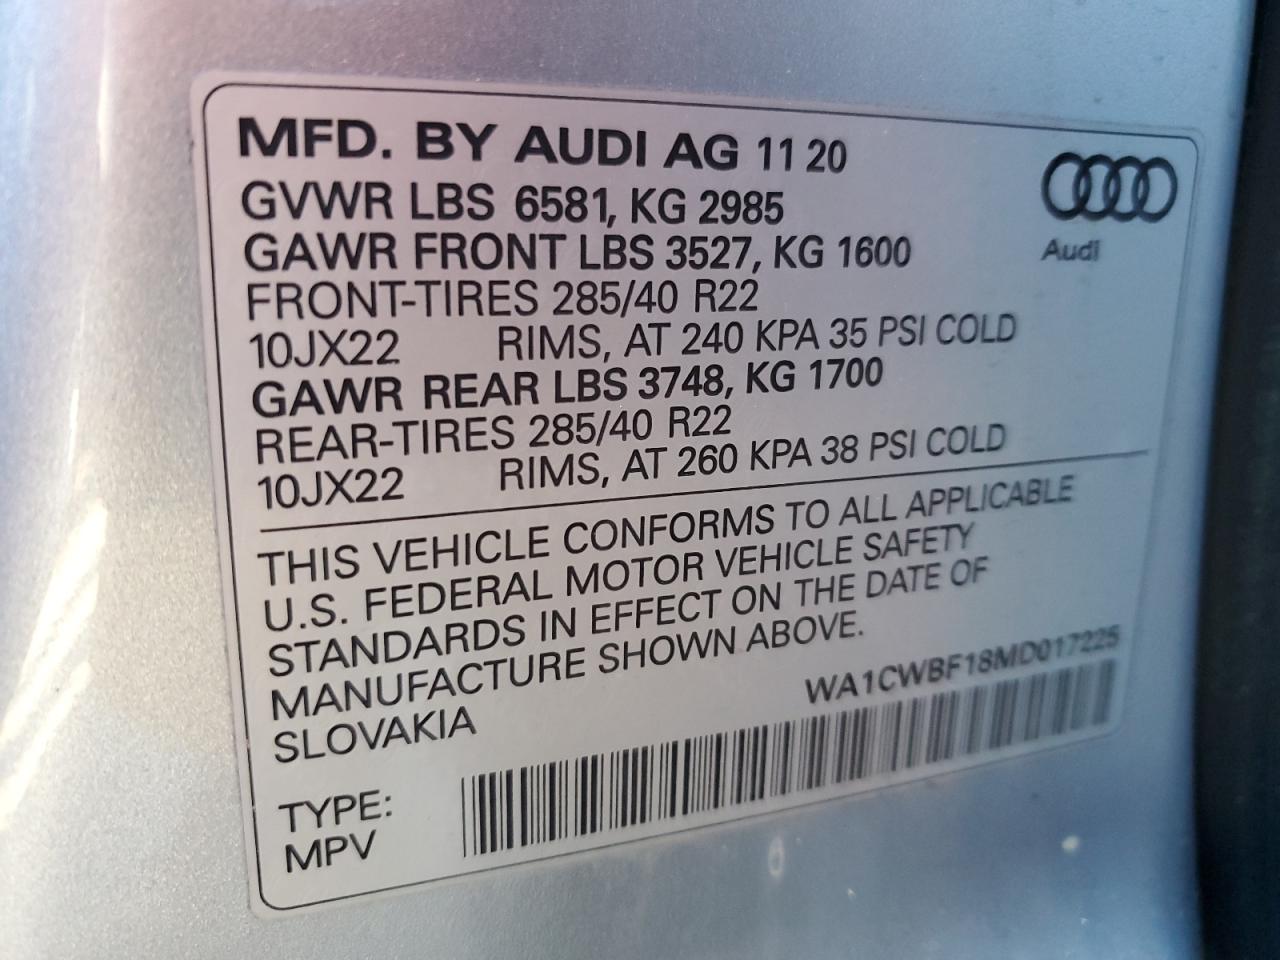 MFD. BY AUDI AG 11 20
GVWR LBS 6581, KG 2985
GAWR FRONT LBS 3527, KG 1600
FRONT-TIRES 285/40 R22
10JX22 RIMS, AT 240 KPA 35 PSI COLD
GAWR REAR LBS 3748, KG 1700
REAR-TIRES 285/40 R22
10JX22 RIMS, AT 260 KPA 38 PSI COLD
Audi
THIS VEHICLE CONFORMS TO ALL APPLICABLE
U.S. FEDERAL MOTOR VEHICLE SAFETY
STANDARDS IN EFFECT ON THE DATE OF
MANUFACTURE SHOWN ABOVE.
SLOVAKIA
WA1CWBF18MD017225
TYPE:
MPV